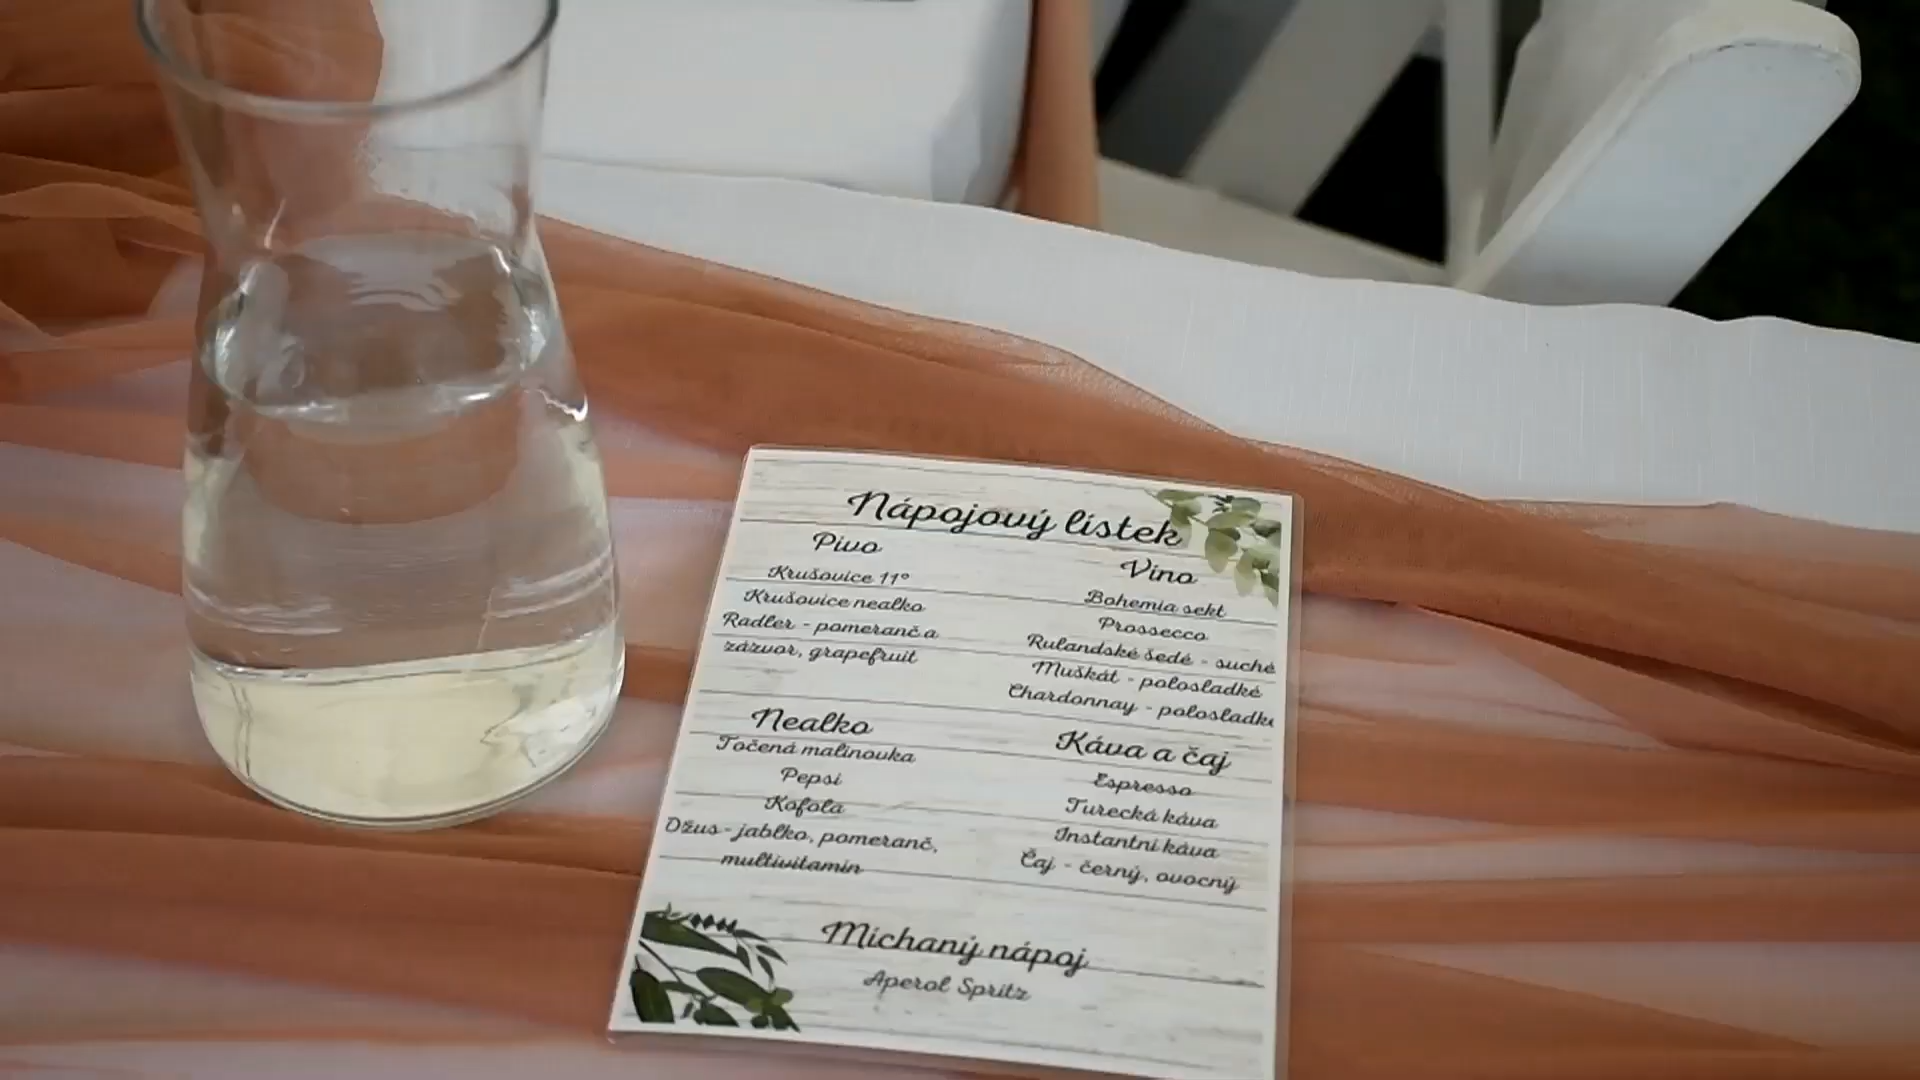 Nápojový lístek
Pivo
Krušovice 11°
Krušovice nealko
Radler - pomeranč a
zázvor, grapefruit
Víno
Bohemia sekt
Prossecco
Rulandské šedé - suché
Muškát - polosladké
Chardonnay - polosladké
Nealko
Točená malinovka
Pepsi
Kofola
Džus - jablko, pomeranč,
multivitamin
Káva a čaj
Espresso
Turecká káva
Instantní káva
Čaj - černý, ovocný
Míchaný nápoj
Aperol Spritz